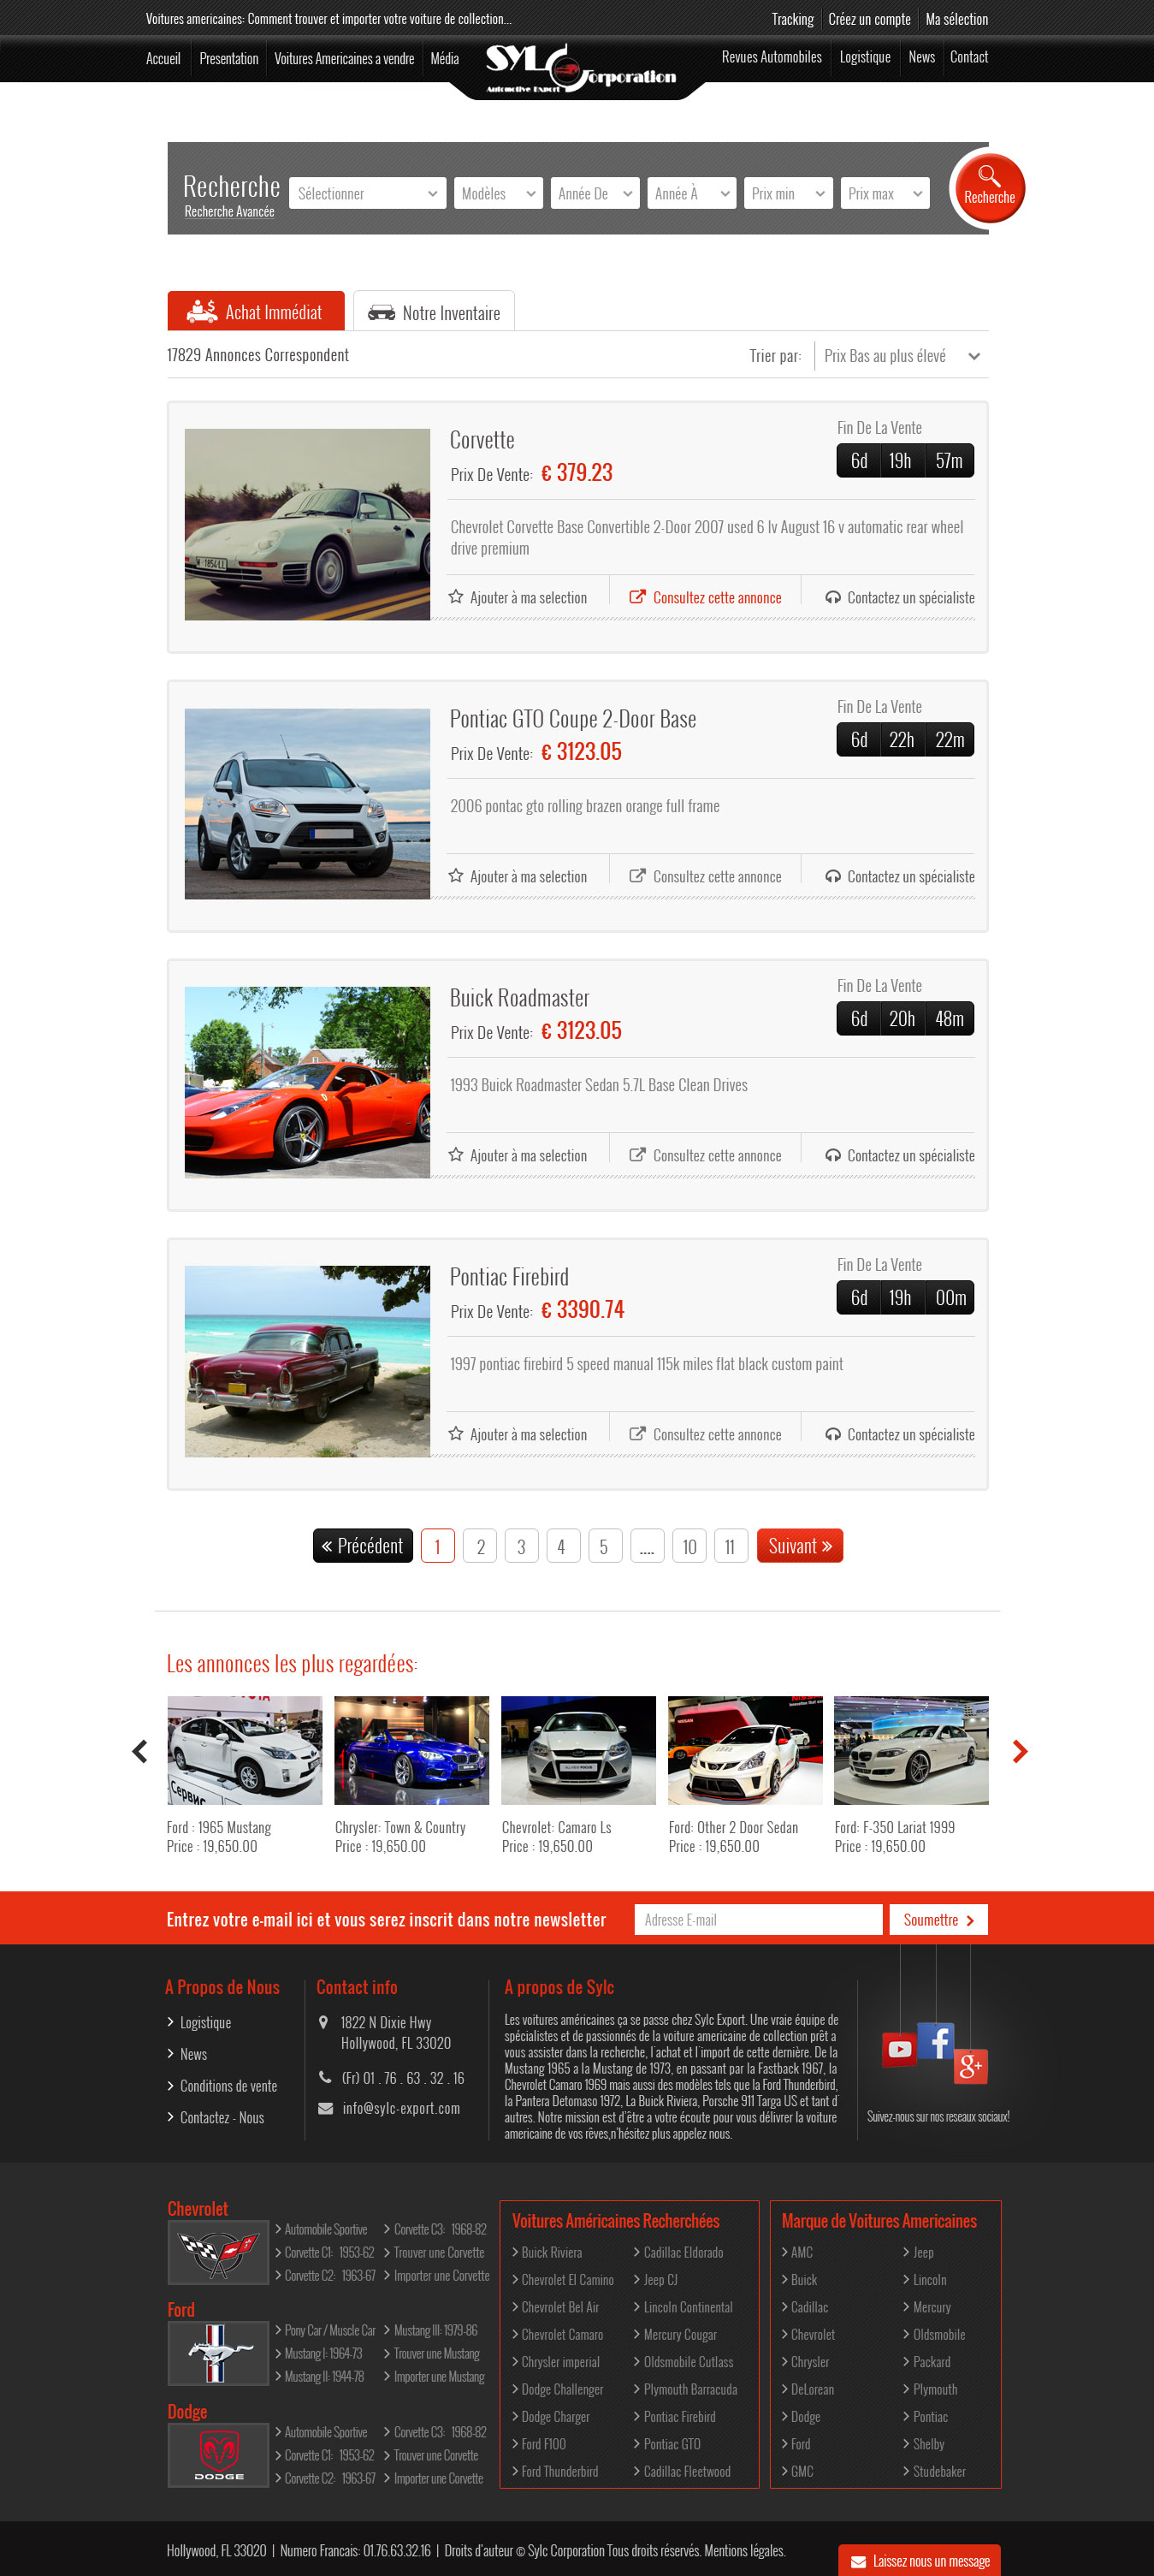 Voitures americaines: Comment trouver et importer votre voiture de collection...
Tracking
Créez un compte
Ma sélection
Accueil
Presentation
Voitures Americaines a vendre
Média
SYLC Corporation
Automotive Export
Revues Automobiles
Logistique
News
Contact
Recherche
Recherche Avancée
Sélectionner
Modèles
Année De
Année À
Prix min
Prix max
Recherche
Achat Immédiat
Notre Inventaire
17829 Annonces Correspondent
Trier par:
Prix Bas au plus élevé
Corvette
Prix De Vente: € 379.23
Fin De La Vente
6d 19h 57m
Chevrolet Corvette Base Convertible 2-Door 2007 used 6 lv August 16 v automatic rear wheel
drive premium
Ajouter à ma selection
Consultez cette annonce
Contactez un spécialiste
Pontiac GTO Coupe 2-Door Base
Prix De Vente: € 3123.05
Fin De La Vente
6d 22h 22m
2006 pontac gto rolling brazen orange full frame
Ajouter à ma selection
Consultez cette annonce
Contactez un spécialiste
Buick Roadmaster
Prix De Vente: € 3123.05
Fin De La Vente
6d 20h 48m
1993 Buick Roadmaster Sedan 5.7L Base Clean Drives
Ajouter à ma selection
Consultez cette annonce
Contactez un spécialiste
Pontiac Firebird
Prix De Vente: € 3390.74
Fin De La Vente
6d 19h 00m
1997 pontiac firebird 5 speed manual 115k miles flat black custom paint
Ajouter à ma selection
Consultez cette annonce
Contactez un spécialiste
« Précédent 1 2 3 4 5 .... 10 11 Suivant »
Les annonces les plus regardées:
Ford : 1965 Mustang
Price : 19,650.00
Chrysler: Town & Country
Price : 19,650.00
Chevrolet: Camaro Ls
Price : 19,650.00
Ford: Other 2 Door Sedan
Price : 19,650.00
Ford: F-350 Lariat 1999
Price : 19,650.00
Entrez votre e-mail ici et vous serez inscrit dans notre newsletter
Adresse E-mail
Soumettre
A Propos de Nous
Logistique
News
Conditions de vente
Contactez - Nous
Contact info
1822 N Dixie Hwy
Hollywood, FL 33020
(Fr) 01 . 76 . 63 . 32 . 16
info@sylc-export.com
A propos de Sylc
Les voitures américaines ça se passe chez Sylc Export. Une vraie équipe de
spécialistes et de passionnés de la voiture americaine de collection prêt a
vous assister dans la recherche, l'achat et l'import de cette dernière. De la
Mustang 1965 a la Mustang de 1973, en passant par la Fastback 1967, la
Chevrolet Camaro 1969 mais aussi des modèles tels que la Ford Thunderbird,
la Pantera Detomaso 1972, La Buick Riviera, Porsche 911 Targa US et tant d'
autres. Notre mission est d'être a votre écoute pour vous délivrer la voiture
americaine de vos rêves,n'hésitez plus appelez nous.
Suivez-nous sur nos reseaux sociaux!
Chevrolet
Automobile Sportive
Corvette C1: 1953-62
Corvette C2: 1963-67
Corvette C3: 1968-82
Trouver une Corvette
Importer une Corvette
Ford
Pony Car / Muscle Car
Mustang I: 1964-73
Mustang II: 1944-78
Mustang III: 1979-86
Trouver une Mustang
Importer une Mustang
Dodge
DODGE
Automobile Sportive
Corvette C1: 1953-62
Corvette C2: 1963-67
Corvette C3: 1968-82
Trouver une Corvette
Importer une Corvette
Voitures Américaines Recherchées
Buick Riviera
Chevrolet El Camino
Chevrolet Bel Air
Chevrolet Camaro
Chrysler imperial
Dodge Challenger
Dodge Charger
Ford F100
Ford Thunderbird
Cadillac Eldorado
Jeep CJ
Lincoln Continental
Mercury Cougar
Oldsmobile Cutlass
Plymouth Barracuda
Pontiac Firebird
Pontiac GTO
Cadillac Fleetwood
Marque de Voitures Americaines
AMC
Buick
Cadillac
Chevrolet
Chrysler
DeLorean
Dodge
Ford
GMC
Jeep
Lincoln
Mercury
Oldsmobile
Packard
Plymouth
Pontiac
Shelby
Studebaker
Hollywood, FL 33020 | Numero Francais: 01.76.63.32.16 | Droits d'auteur © Sylc Corporation Tous droits réservés. Mentions légales.
Laissez nous un message